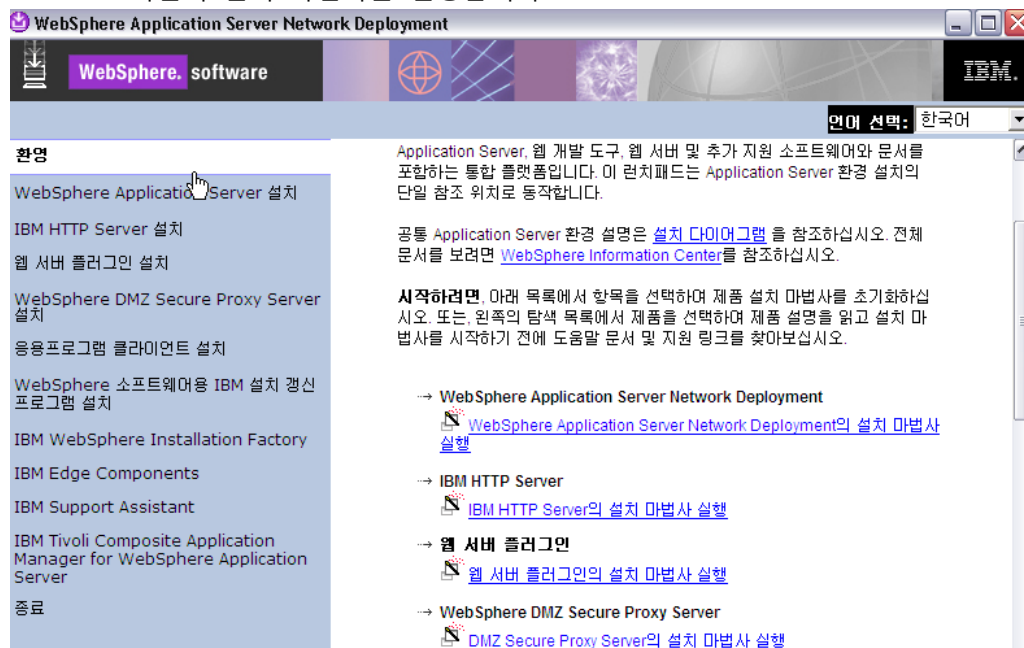 WebSphere Application Server Network Deployment
WebSphere. software
IBM.
언어 선택: 한국어
환영
WebSphere Application Server 설치
IBM HTTP Server 설치
웹 서버 플러그인 설치
WebSphere DMZ Secure Proxy Server
설치
응용프로그램 클라이언트 설치
WebSphere 소프트웨어용 IBM 설치 갱신
프로그램 설치
IBM WebSphere Installation Factory
IBM Edge Components
IBM Support Assistant
IBM Tivoli Composite Application
Manager for WebSphere Application
Server
종료
Application Server, 웹 개발 도구, 웹 서버 및 추가 지원 소프트웨어와 문서를
포함하는 통합 플랫폼입니다. 이 런치패드는 Application Server 환경 설치의
단일 참조 위치로 동작합니다.
공통 Application Server 환경 설명은 설치 다이어그램 을 참조하십시오. 전체
문서를 보려면 WebSphere Information Center를 참조하십시오.
시작하려면, 아래 목록에서 항목을 선택하여 제품 설치 마법사를 초기화하십
시오. 또는, 왼쪽의 탐색 목록에서 제품을 선택하여 제품 설명을 읽고 설치 마
법사를 시작하기 전에 도움말 문서 및 지원 링크를 찾아보십시오.
WebSphere Application Server Network Deployment
WebSphere Application Server Network Deployment의 설치 마법사
실행
IBM HTTP Server
IBM HTTP Server의 설치 마법사 실행
웹 서버 플러그인
웹 서버 플러그인의 설치 마법사 실행
WebSphere DMZ Secure Proxy Server
DMZ Secure Proxy Server의 설치 마법사 실행